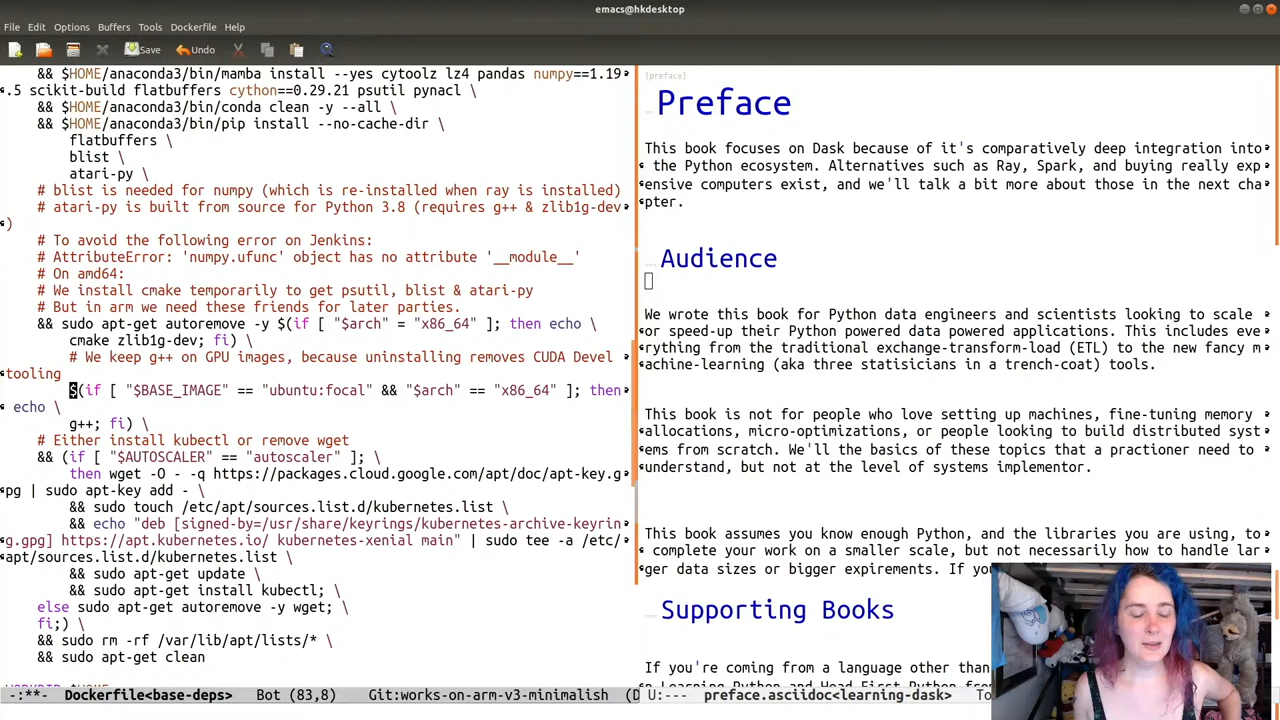 emacs@hkdesktop
File Edit Options Buffers Tools Dockerfile Help
Save Undo
&& $HOME/anaconda3/bin/mamba install --yes cytoolz lz4 pandas numpy==1.19
.5 scikit-build flatbuffers cython==0.29.21 psutil pynacl \
&& $HOME/anaconda3/bin/conda clean -y --all \
&& $HOME/anaconda3/bin/pip install --no-cache-dir \
flatbuffers \
blist \
atari-py \
# blist is needed for numpy (which is re-installed when ray is installed)
# atari-py is built from source for Python 3.8 (requires g++ & zlib1g-dev
)
# To avoid the following error on Jenkins:
# AttributeError: 'numpy.ufunc' object has no attribute '__module__'
# On amd64:
# We install cmake temporarily to get psutil, blist & atari-py
# But in arm we need these friends for later parties.
&& sudo apt-get autoremove -y $(if [ "$arch" = "x86_64" ]; then echo \
cmake zlib1g-dev; fi) \
# We keep g++ on GPU images, because uninstalling removes CUDA Devel
tooling
$(if [ "$BASE_IMAGE" == "ubuntu:focal" && "$arch" == "x86_64" ]; then
echo \
g++; fi) \
# Either install kubectl or remove wget
&& (if [ "$AUTOSCALER" == "autoscaler" ]; \
then wget -O - -q https://packages.cloud.google.com/apt/doc/apt-key.g
pg | sudo apt-key add - \
&& sudo touch /etc/apt/sources.list.d/kubernetes.list \
&& echo "deb [signed-by=/usr/share/keyrings/kubernetes-archive-keyrin
g.gpg] https://apt.kubernetes.io/ kubernetes-xenial main" | sudo tee -a /etc/
apt/sources.list.d/kubernetes.list \
&& sudo apt-get update \
&& sudo apt-get install kubectl; \
else sudo apt-get autoremove -y wget; \
fi;) \
&& sudo rm -rf /var/lib/apt/lists/* \
&& sudo apt-get clean
-:**- Dockerfile<base-deps> Bot (83,8) Git:works-on-arm-v3-minimalish (D
[preface]
Preface
This book focuses on Dask because of it's comparatively deep integration into
the Python ecosystem. Alternatives such as Ray, Spark, and buying really exp
ensive computers exist, and we'll talk a bit more about those in the next cha
pter.
Audience
We wrote this book for Python data engineers and scientists looking to scale
or speed-up their Python powered data powered applications. This includes eve
rything from the traditional exchange-transform-load (ETL) to the new fancy m
achine-learning (aka three statisicians in a trench-coat) tools.
This book is not for people who love setting up machines, fine-tuning memory
allocations, micro-optimizations, or people looking to build distributed syst
ems from scratch. We'll the basics of these topics that a practioner need to
understand, but not at the level of systems implementor.
This book assumes you know enough Python, and the libraries you are using, to
complete your work on a smaller scale, but not necessarily how to handle lar
ger data sizes or bigger expirements. If you
Supporting Books
If you're coming from a language other than
U:--- preface.asciidoc<learning-dask> To